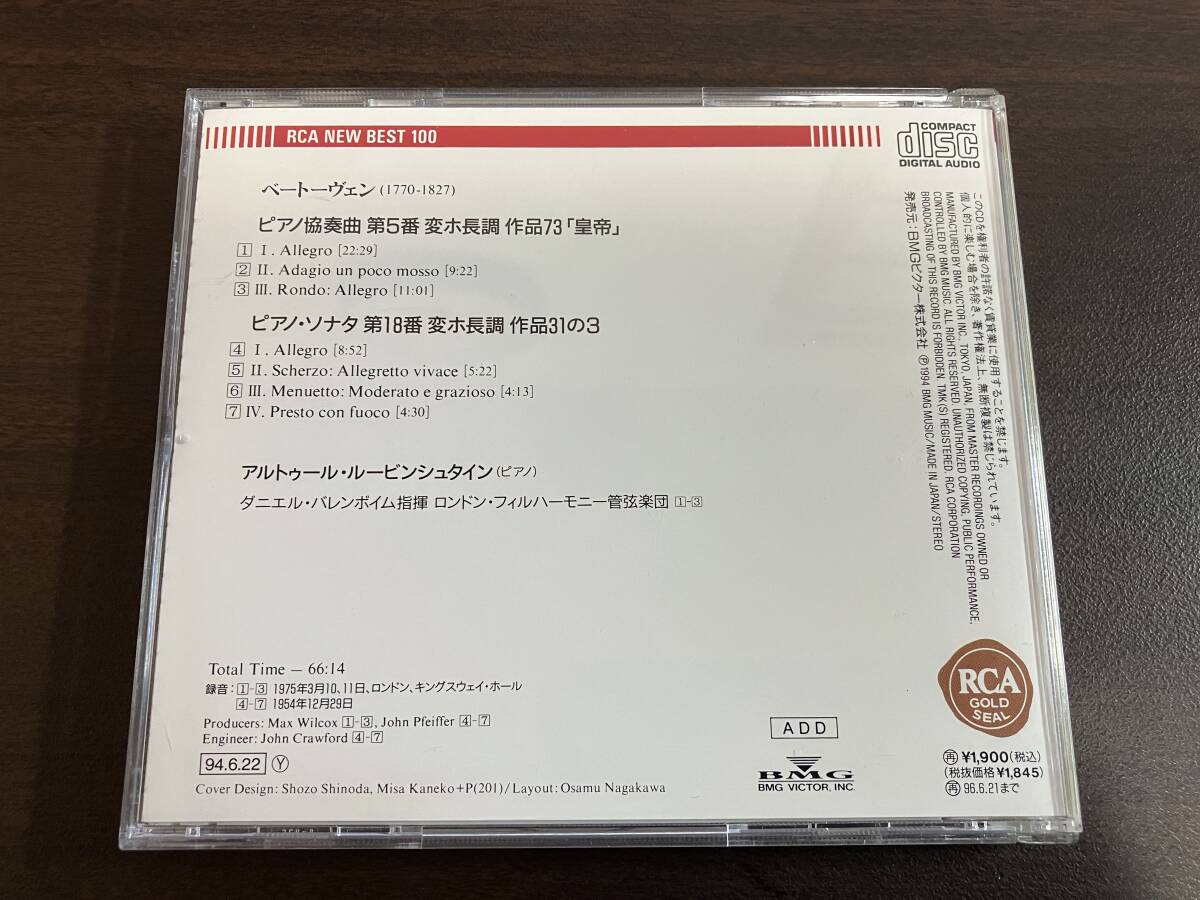 RCA NEW BEST 100
COMPACT
disc
DIGITAL AUDIO
ベートーヴェン (1770-1827)
ピアノ協奏曲 第5番 変ホ長調 作品73「皇帝」
1 I. Allegro [22:29]
2 II. Adagio un poco mosso [9:22]
3 III. Rondo: Allegro [11:01]
ピアノ・ソナタ 第18番 変ホ長調 作品31の3
4 I. Allegro [8:52]
5 II. Scherzo: Allegretto vivace [5:22]
6 III. Menuetto: Moderato e grazioso [4:13]
7 IV. Presto con fuoco [4:30]
アルトゥール・ルービンシュタイン(ピアノ)
ダニエル・バレンボイム指揮 ロンドン・フィルハーモニー管弦楽団 1-3
Total Time — 66:14
録音:1-3 1975年3月10、11日、ロンドン、キングスウェイ・ホール
4-7 1954年12月29日
Producers: Max Wilcox 1-3, John Pfeiffer 4-7
Engineer: John Crawford 4-7
94.6.22 Y
Cover Design: Shozo Shinoda, Misa Kaneko+P(201)/Layout: Osamu Nagakawa
ADD
BMG
BMG VICTOR, INC.
このCDを権利者の許諾なく賃貸業に使用することを禁じます。
個人的に楽しむ場合を除き、著作権法上、無断複製は禁じられています。
MANUFACTURED BY BMG VICTOR INC., TOKYO, JAPAN. FROM MASTER RECORDINGS OWNED OR
CONTROLLED BY BMG MUSIC. ALL RIGHTS RESERVED. UNAUTHORIZED COPYING, PUBLIC PERFORMANCE,
BROADCASTING OF THIS RECORD IS FORBIDDEN. TMK (S) REGISTERED. RCA CORPORATION
発売元:BMGビクター株式会社 ℗1994 BMG MUSIC/MADE IN JAPAN/STEREO
RCA
GOLD
SEAL
再 ¥1,900(税込)
(税抜価格¥1,845)
再 96.6.21まで